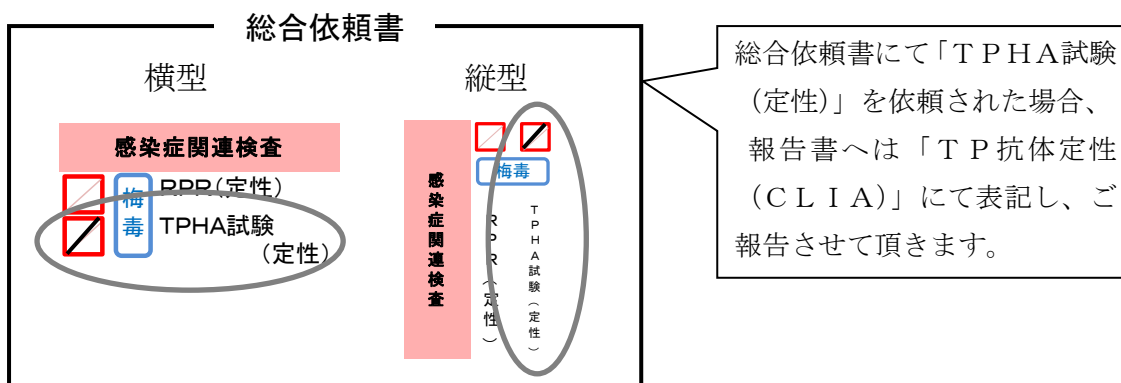 総合依頼書
横型
感染症関連検査
梅毒
RPR(定性)
TPHA試験
(定性)
縦型
感染症関連検査
梅毒
RPR(定性)
TPHA試験(定性)
総合依頼書にて「TPHA試験
(定性)」を依頼された場合、
報告書へは「TP抗体定性
(CLIA)」にて表記し、ご
報告させて頂きます。